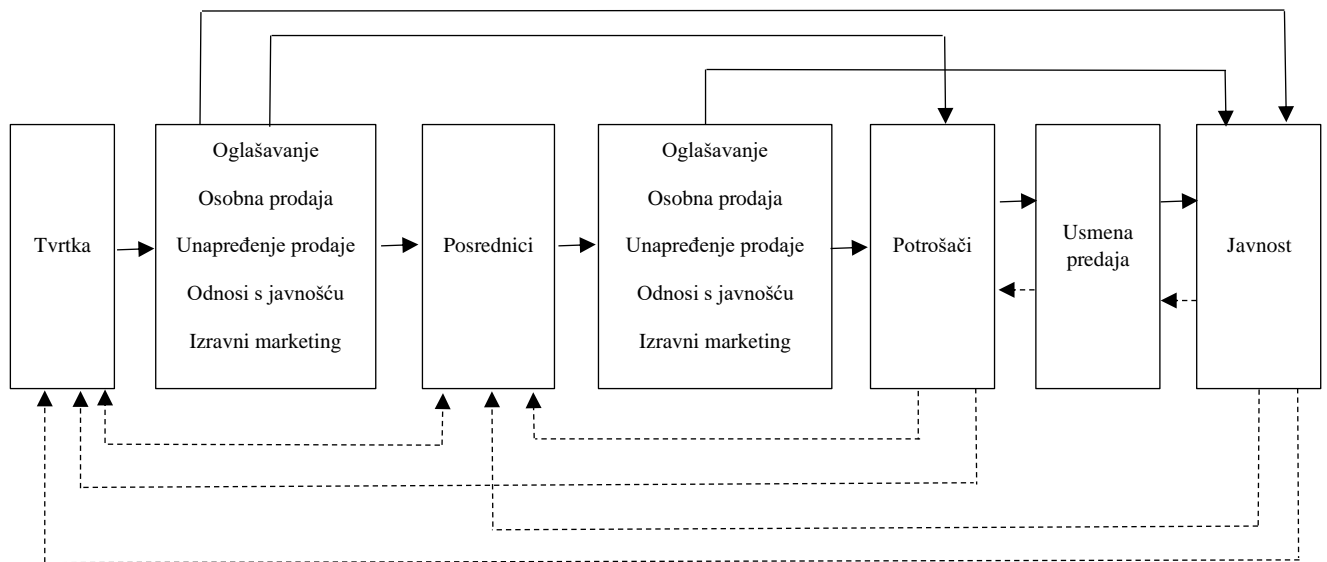 Tvrtka
Oglašavanje
Osobna prodaja
Unapređenje prodaje
Odnosi s javnošću
Izravni marketing
Posrednici
Oglašavanje
Osobna prodaja
Unapređenje prodaje
Odnosi s javnošću
Izravni marketing
Potrošači
Usmena
predaja
Javnost